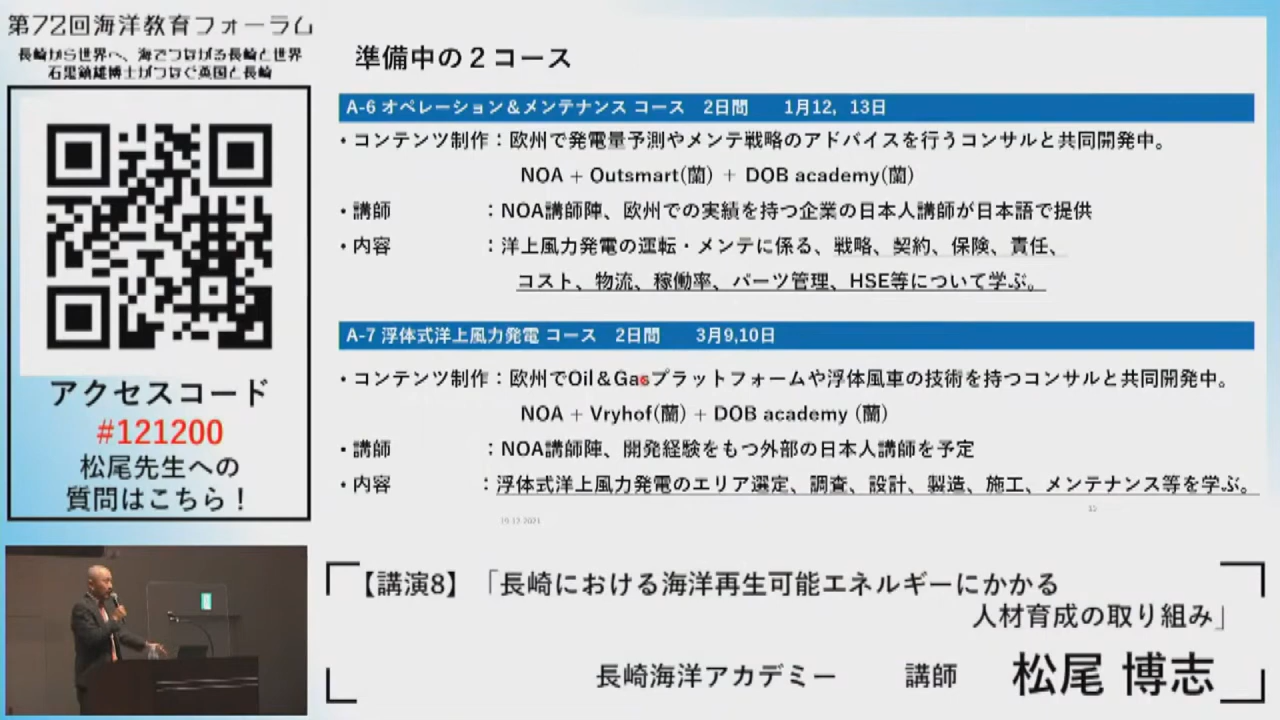 第72回海洋教育フォーラム
長崎から世界へ、海でつながる長崎と世界
石黒鎮雄博士がつなぐ英国と長崎
アクセスコード
#121200
松尾先生への
質問はこちら！
準備中の２コース
A-6 オペレーション＆メンテナンス コース　2日間　　1月12，13日
・コンテンツ制作：欧州で発電量予測やメンテ戦略のアドバイスを行うコンサルと共同開発中。
NOA + Outsmart(蘭) + DOB academy(蘭)
・講師　　　　　：NOA講師陣、欧州での実績を持つ企業の日本人講師が日本語で提供
・内容　　　　　：洋上風力発電の運転・メンテに係る、戦略、契約、保険、責任、
コスト、物流、稼働率、パーツ管理、HSE等について学ぶ。
A-7 浮体式洋上風力発電 コース　2日間　　3月9,10日
・コンテンツ制作：欧州でOil＆Gasプラットフォームや浮体風車の技術を持つコンサルと共同開発中。
NOA + Vryhof(蘭) + DOB academy (蘭)
・講師　　　　　：NOA講師陣、開発経験をもつ外部の日本人講師を予定
・内容　　　　　：浮体式洋上風力発電のエリア選定、調査、設計、製造、施工、メンテナンス等を学ぶ。
【講演8】「長崎における海洋再生可能エネルギーにかかる
人材育成の取り組み」
長崎海洋アカデミー　　講師　　松尾 博志